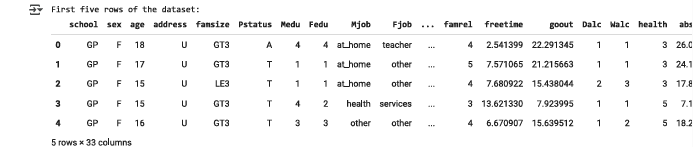 First five rows of the dataset:
school sex age address famsize Pstatus Medu Fedu Mjob Fjob ... famrel freetime goout Dalc Walc health abs
0 GP F 18 U GT3 A 4 4 at_home teacher ... 4 2.541399 22.291345 1 1 3 26.0
1 GP F 17 U GT3 T 1 1 at_home other ... 5 7.571065 21.215663 1 1 3 24.1
2 GP F 15 U LE3 T 1 1 at_home other ... 4 7.680922 15.438044 2 3 3 17.8
3 GP F 15 U GT3 T 4 2 health services ... 3 13.621330 7.923995 1 1 5 7.1
4 GP F 16 U GT3 T 3 3 other other ... 4 6.670907 15.639512 1 2 5 18.2
5 rows × 33 columns